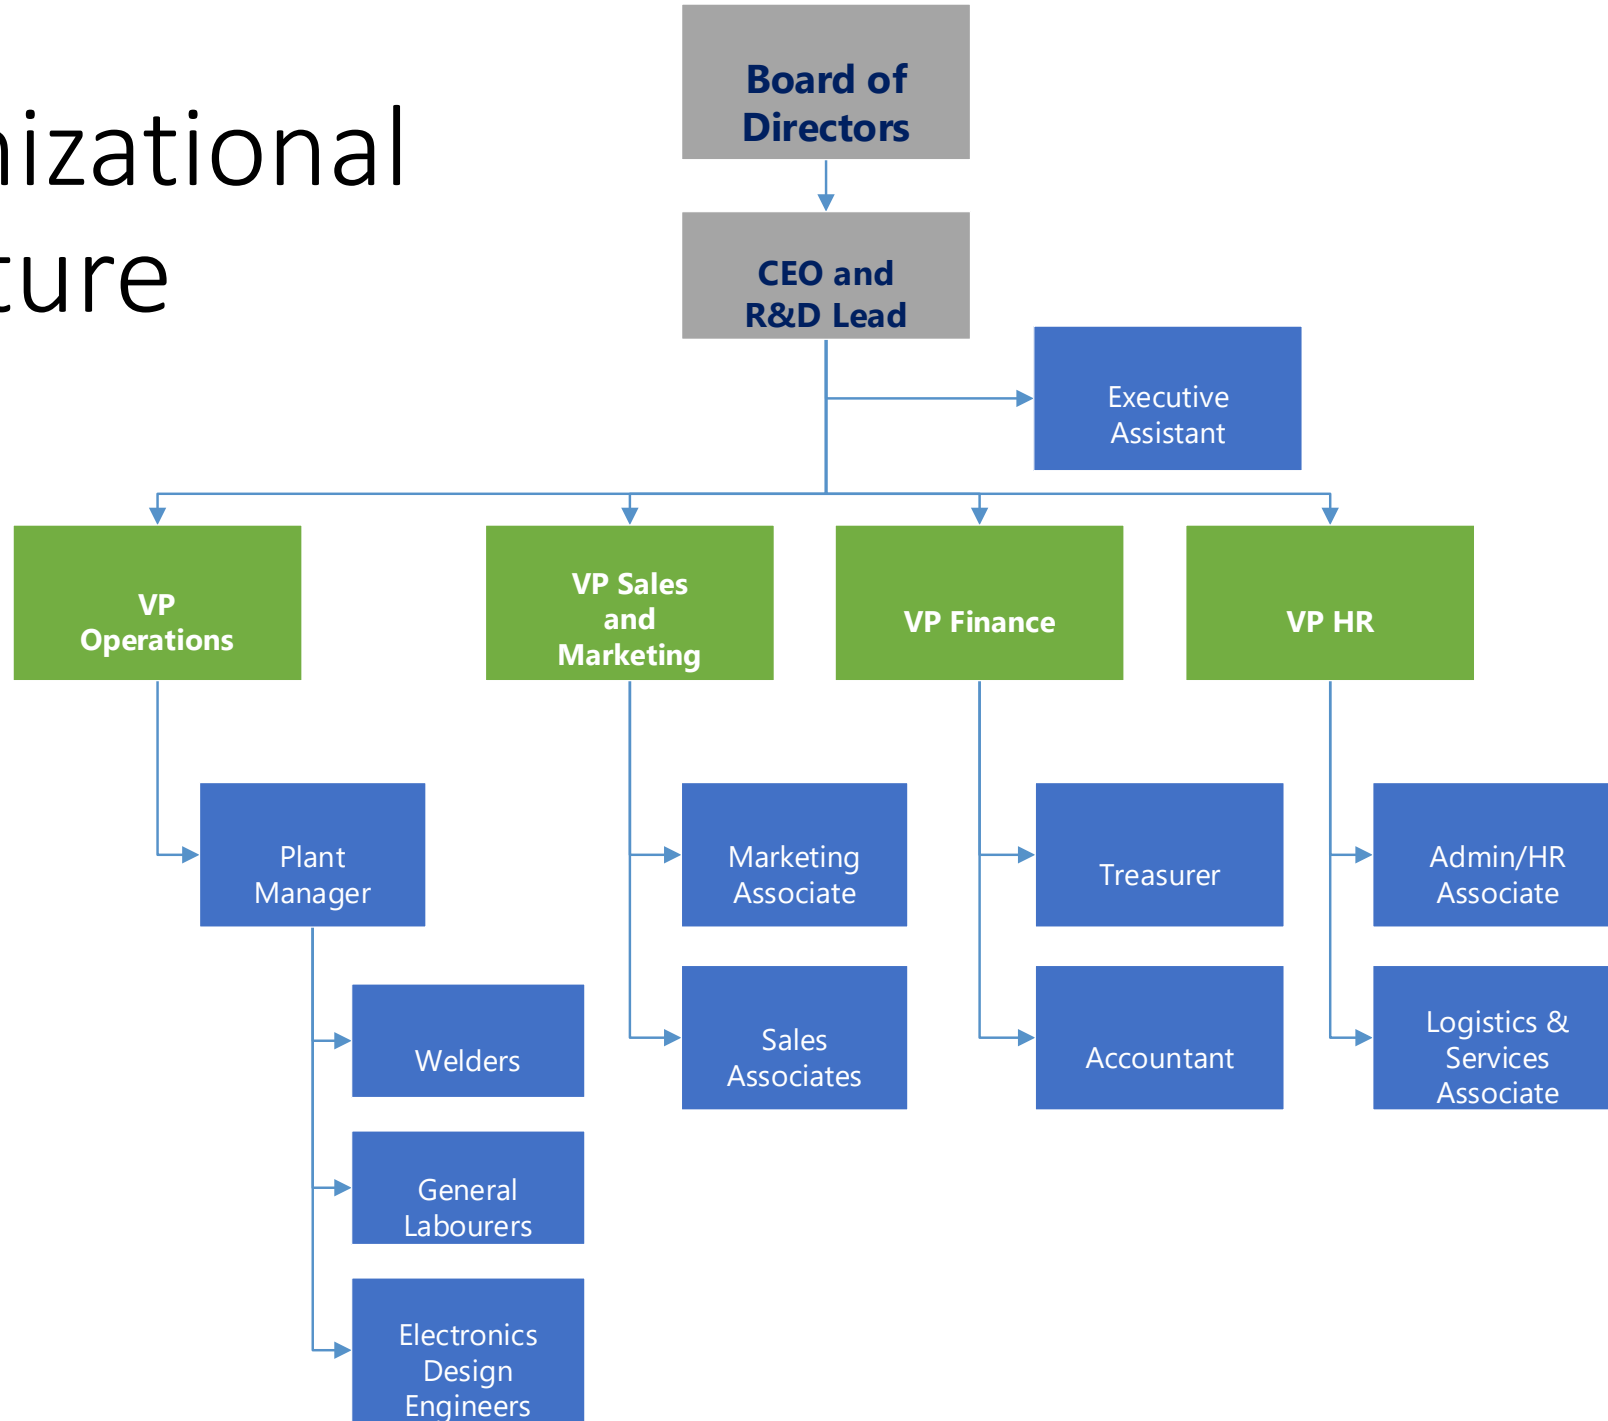 nizational
ture
Board of
Directors
CEO and
R&D Lead
Executive
Assistant
VP
Operations
VP Sales
and
Marketing
VP Finance
VP HR
Plant
Manager
Marketing
Associate
Treasurer
Admin/HR
Associate
Welders
Sales
Associates
Accountant
Logistics &
Services
Associate
General
Labourers
Electronics
Design
Engineers